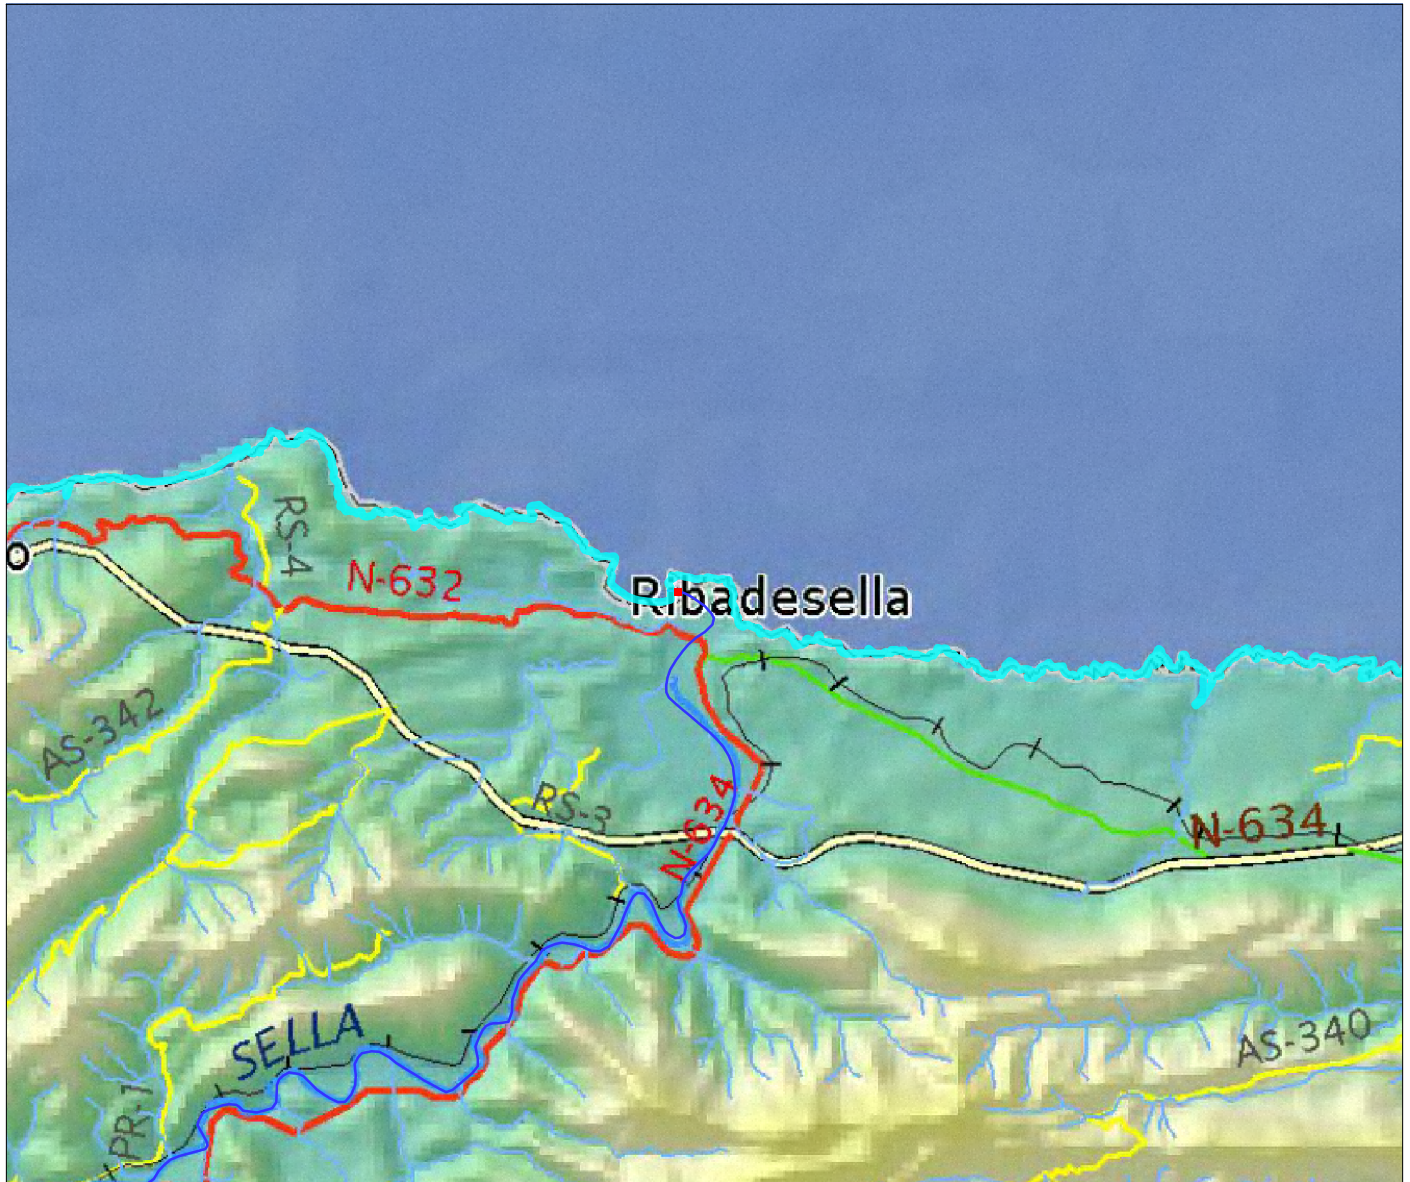 RS-4
O
N-632
Ribadesella
AS-342
RS-3
N-634
N-634
SELLA
AS-340
PR-1